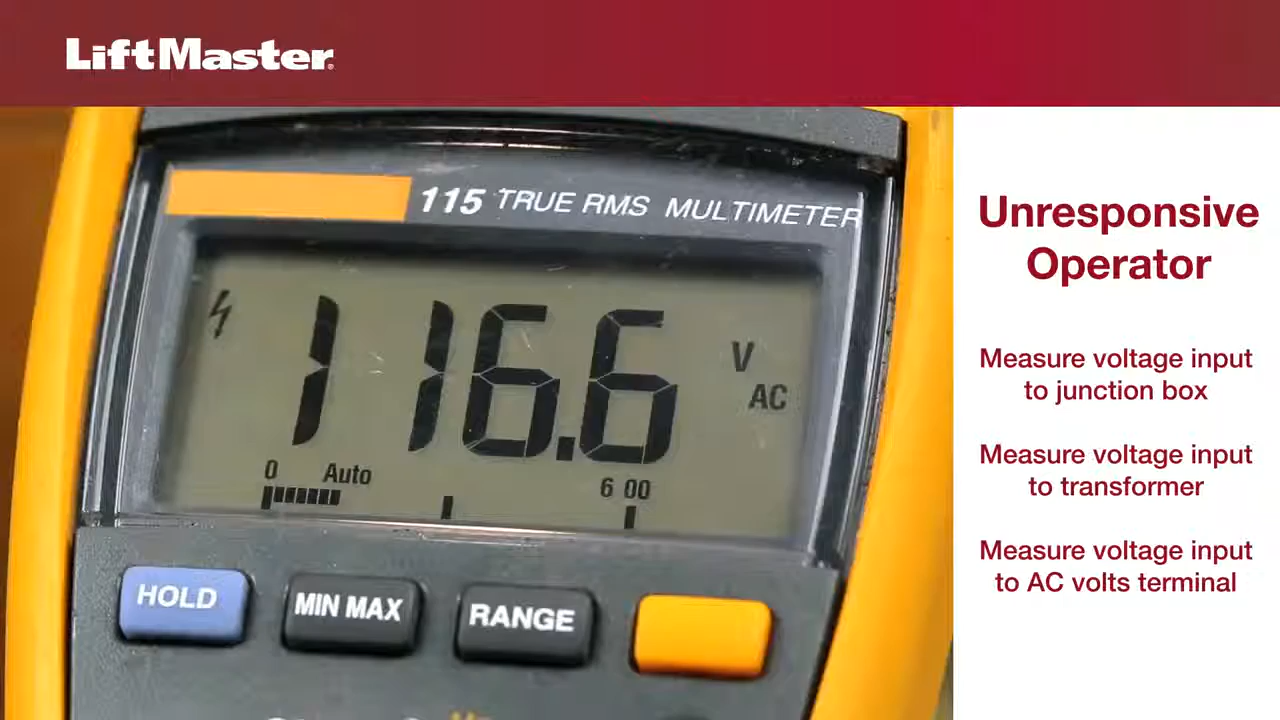 LiftMaster®
115 TRUE RMS MULTIMETER
116.6 V AC
0 Auto 6 00
HOLD
MIN MAX
RANGE
Unresponsive
Operator
Measure voltage input
to junction box
Measure voltage input
to transformer
Measure voltage input
to AC volts terminal